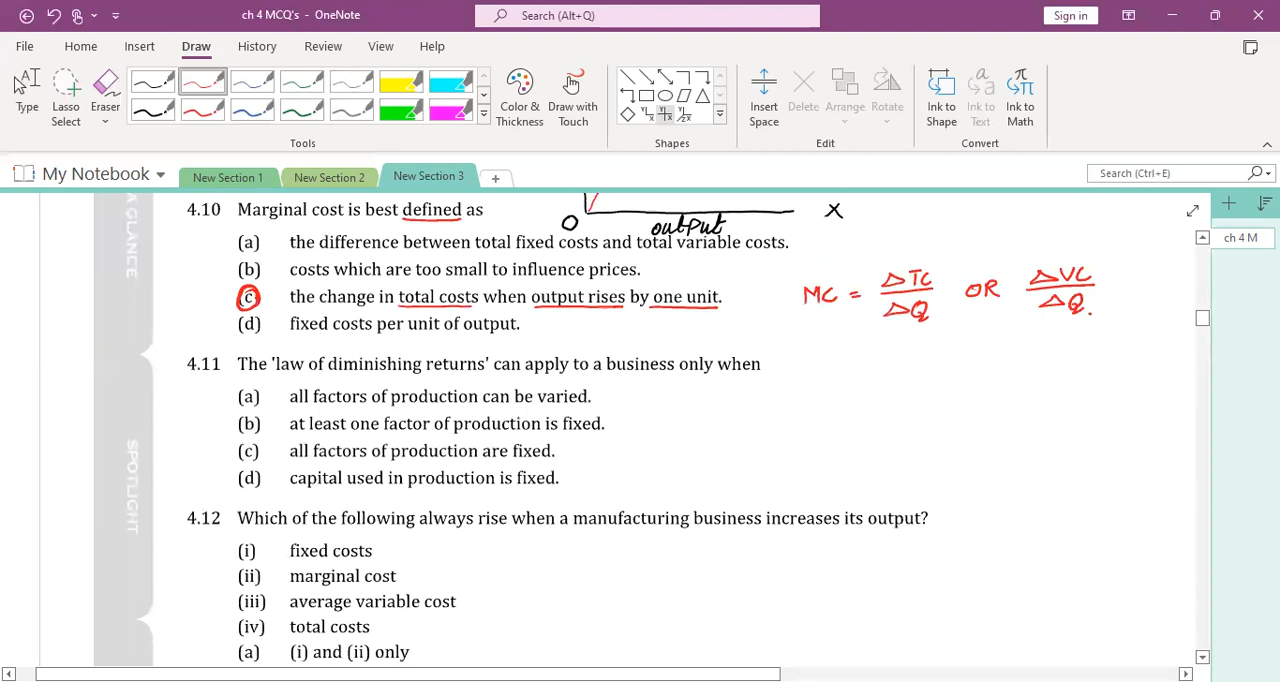 ch 4 MCQ's - OneNote
Search (Alt+Q)
Sign in
File Home Insert Draw History Review View Help
Type
Lasso Select
Eraser
Color & Thickness
Draw with Touch
Insert Space
Delete
Arrange
Rotate
Ink to Shape
Ink to Text
Ink to Math
Tools
Shapes
Edit
Convert
My Notebook
New Section 1
New Section 2
New Section 3
Search (Ctrl+E)
ch 4 M
GLANCE
SPOTLIGHT
4.10 Marginal cost is best defined as
O output X
(a) the difference between total fixed costs and total variable costs.
(b) costs which are too small to influence prices.
(c) the change in total costs when output rises by one unit.
MC = ΔTC/ΔQ OR ΔVC/ΔQ.
(d) fixed costs per unit of output.
4.11 The 'law of diminishing returns' can apply to a business only when
(a) all factors of production can be varied.
(b) at least one factor of production is fixed.
(c) all factors of production are fixed.
(d) capital used in production is fixed.
4.12 Which of the following always rise when a manufacturing business increases its output?
(i) fixed costs
(ii) marginal cost
(iii) average variable cost
(iv) total costs
(a) (i) and (ii) only